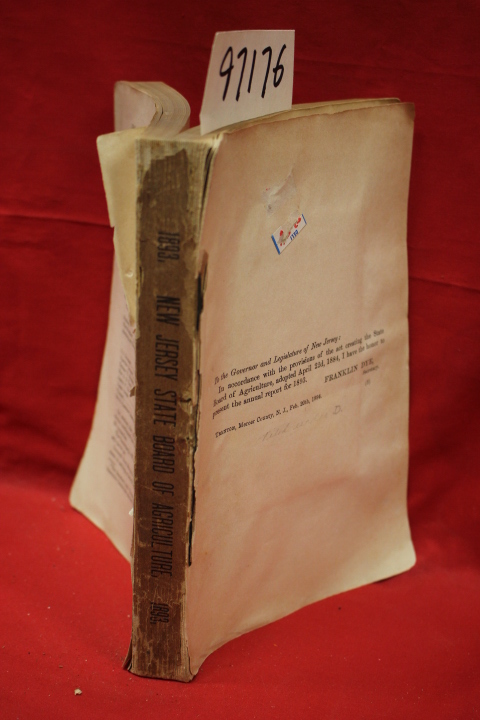 97176
1893. NEW JERSEY STATE BOARD OF AGRICULTURE. 1893.
To the Governor and Legislature of New Jersey:
In accordance with the provisions of the act creating the State
Board of Agriculture, adopted April 22d, 1884, I have the honor to
present the annual report for 1893.
FRANKLIN DYE,
TRENTON, Mercer County, N. J., Feb. 20th, 1894.